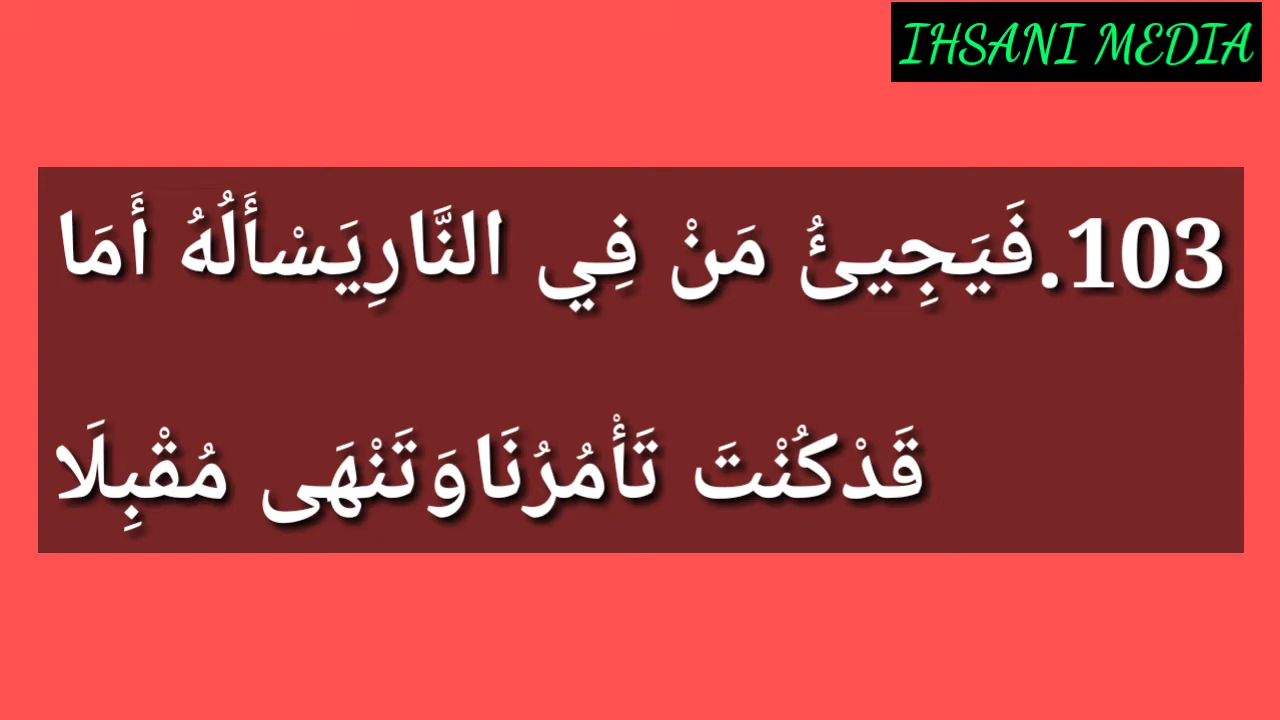 IHSANI MEDIA
103.فَيَجِيئُ مَنْ فِي النَّارِيَسْأَلُهُ أَمَا
قَدْكُنْتَ تَأْمُرُنَاوَتَنْهَى مُقْبِلَا